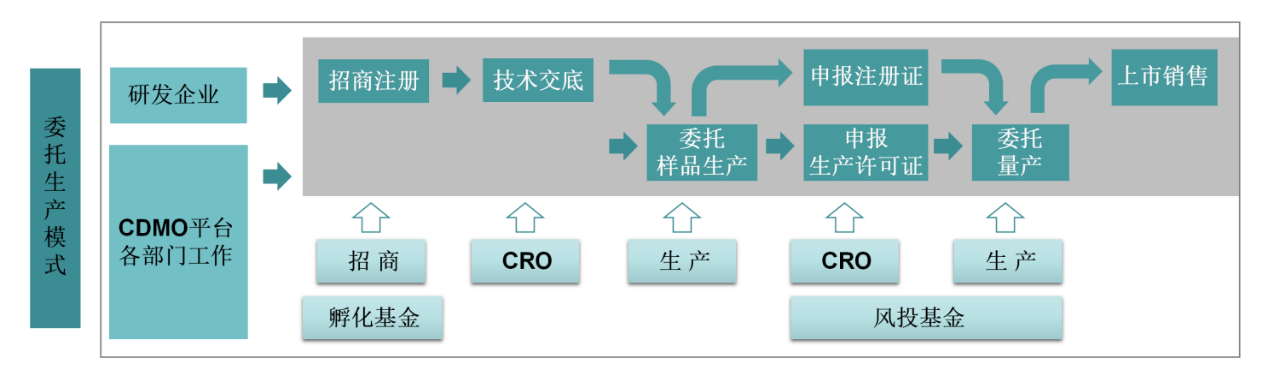 委托生产模式
研发企业
招商注册
技术交底
申报注册证
上市销售
委托
样品生产
申报
生产许可证
委托
量产
CDMO平台
各部门工作
招商
CRO
生产
CRO
生产
孵化基金
风投基金